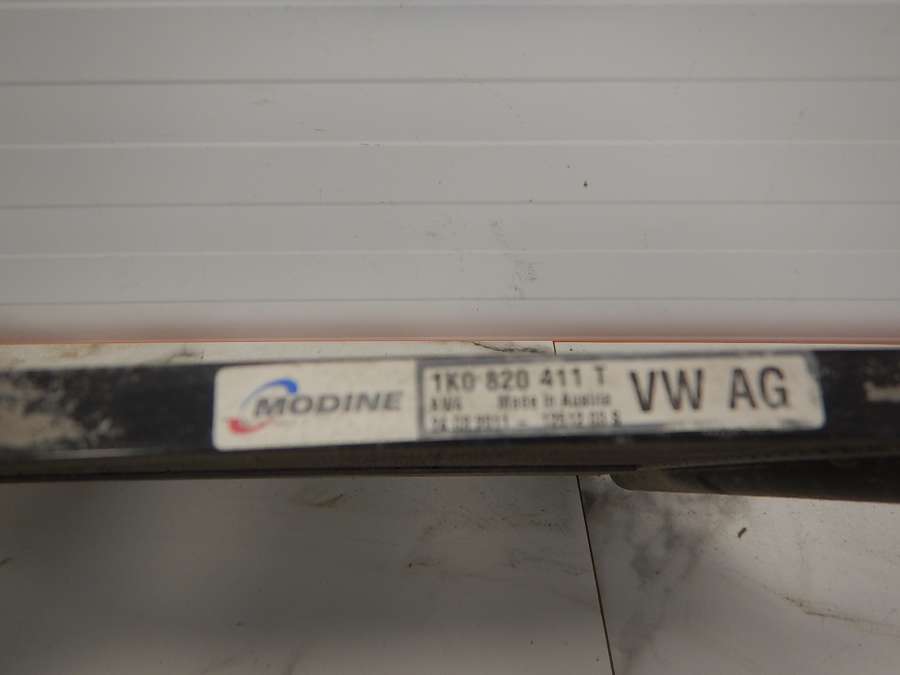 MODINE
1K0 820 411 T
Made in Austria
VW AG